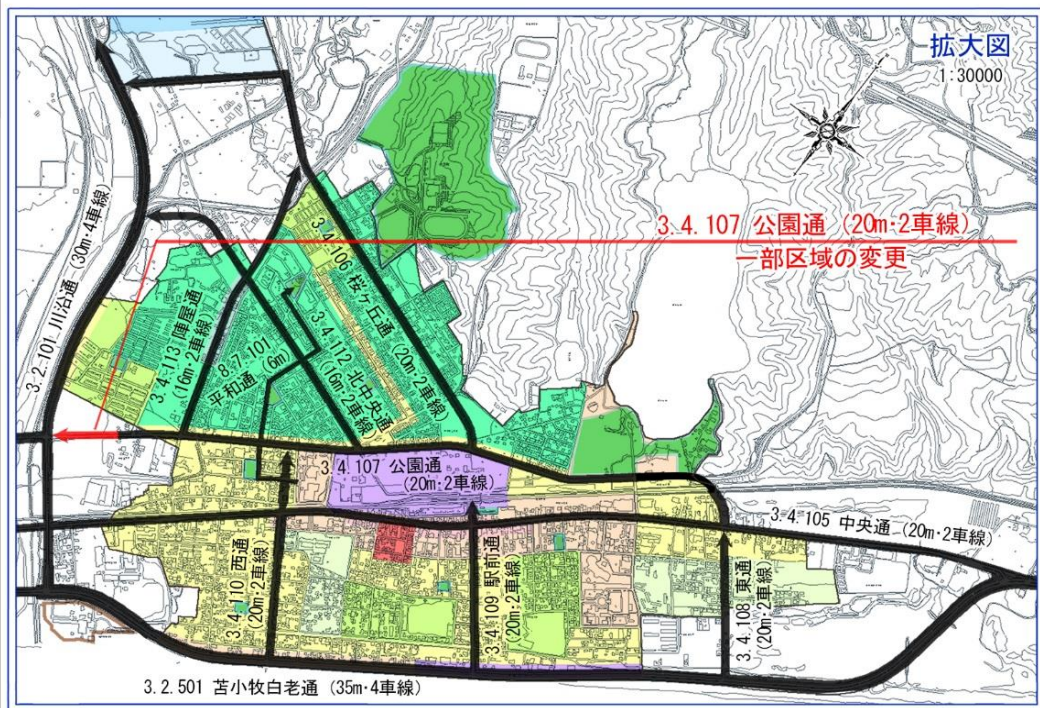 拡大図
1:30000
3.4.107 公園通 (20m・2車線)
一部区域の変更
3.2.101 川沿通 (30m・4車線)
3.4.113 陣屋通
(16m・2車線)
8.7.101
平和通 (6m)
3.4.106 桜ヶ丘通 (20m・2車線)
3.4.112 北中央通
(16m・2車線)
3.4.107 公園通
(20m・2車線)
3.4.105 中央通 (20m・2車線)
3.4.110 西通
(20m・2車線)
3.4.109 駅前通
(20m・2車線)
3.4.108 東通
(20m・2車線)
3.2.501 苫小牧白老通 (35m・4車線)